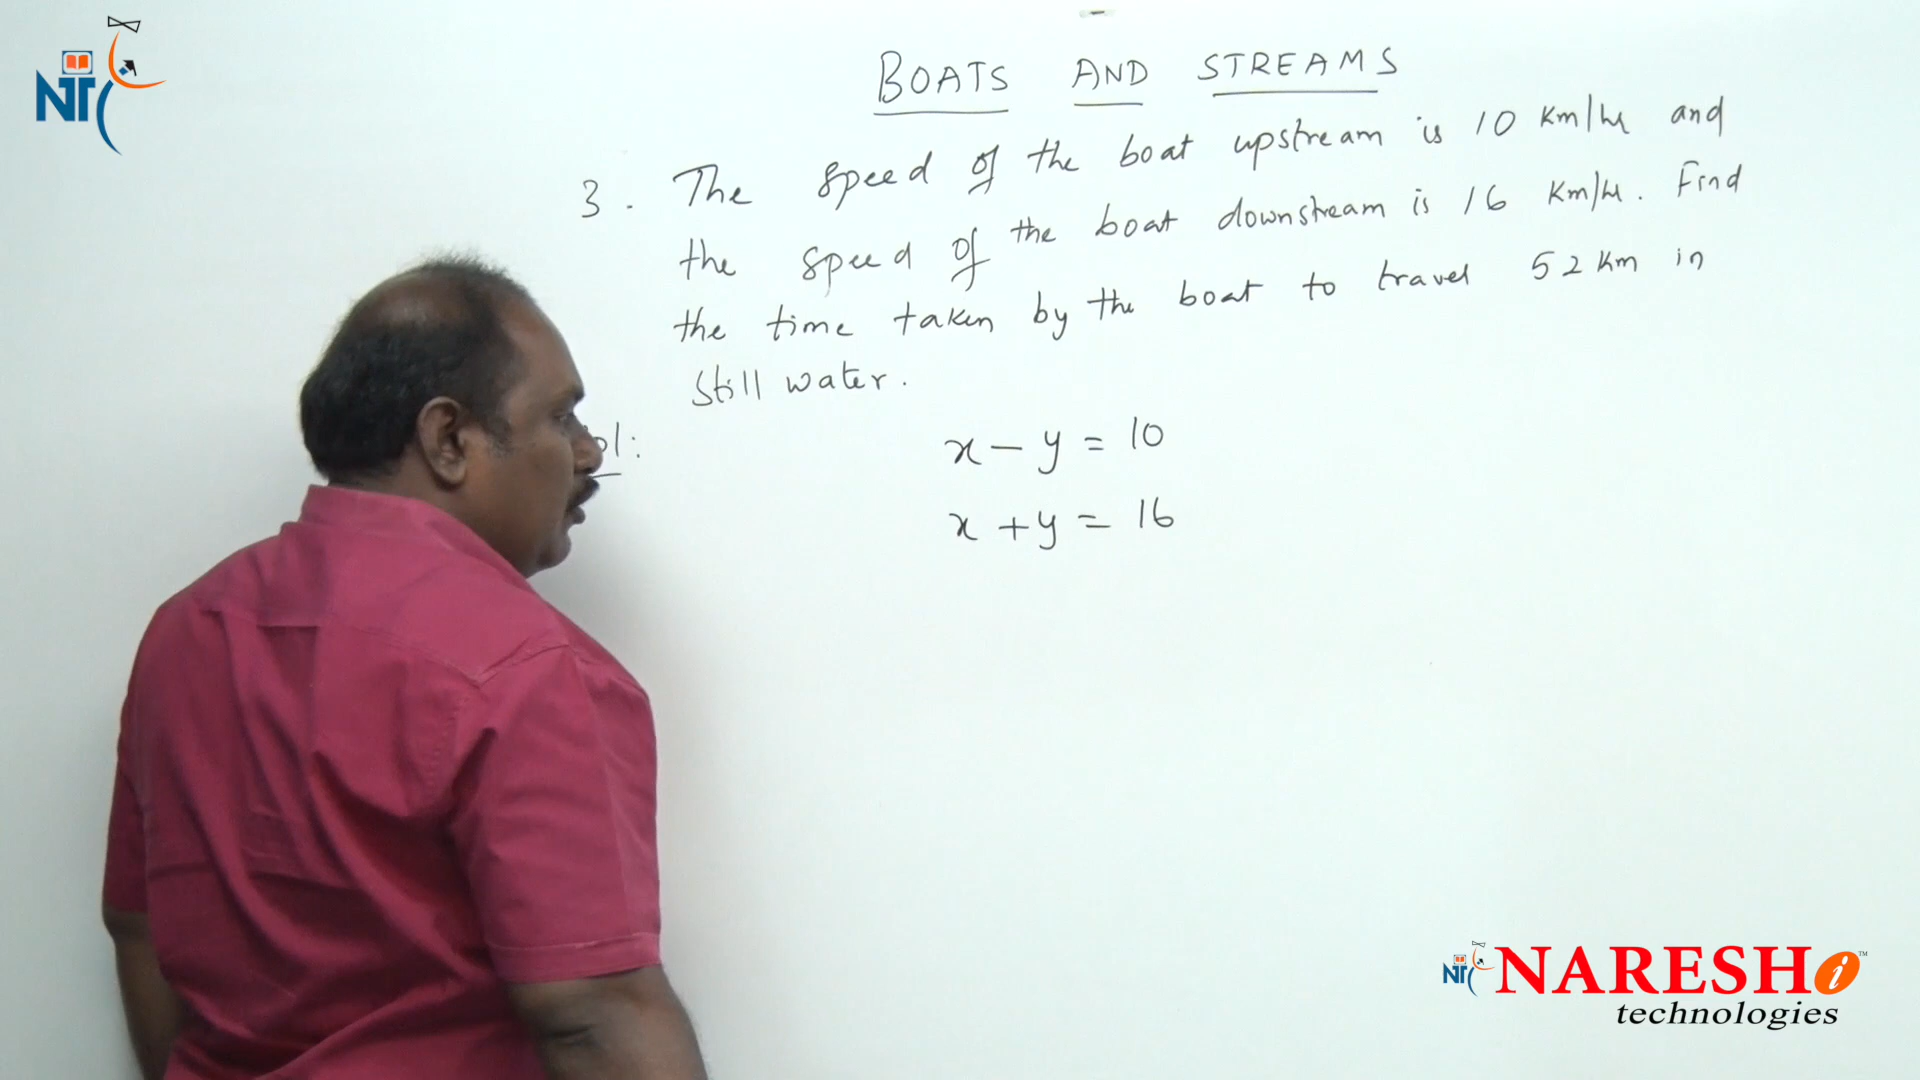 NT
BOATS AND STREAMS
3. The speed of the boat upstream is 10 Km/hr and
the speed of the boat downstream is 16 Km/hr. Find
the time taken by the boat to travel 52 Km in
still water.
x - y = 10
x + y = 16
NT NARESH i ™
technologies